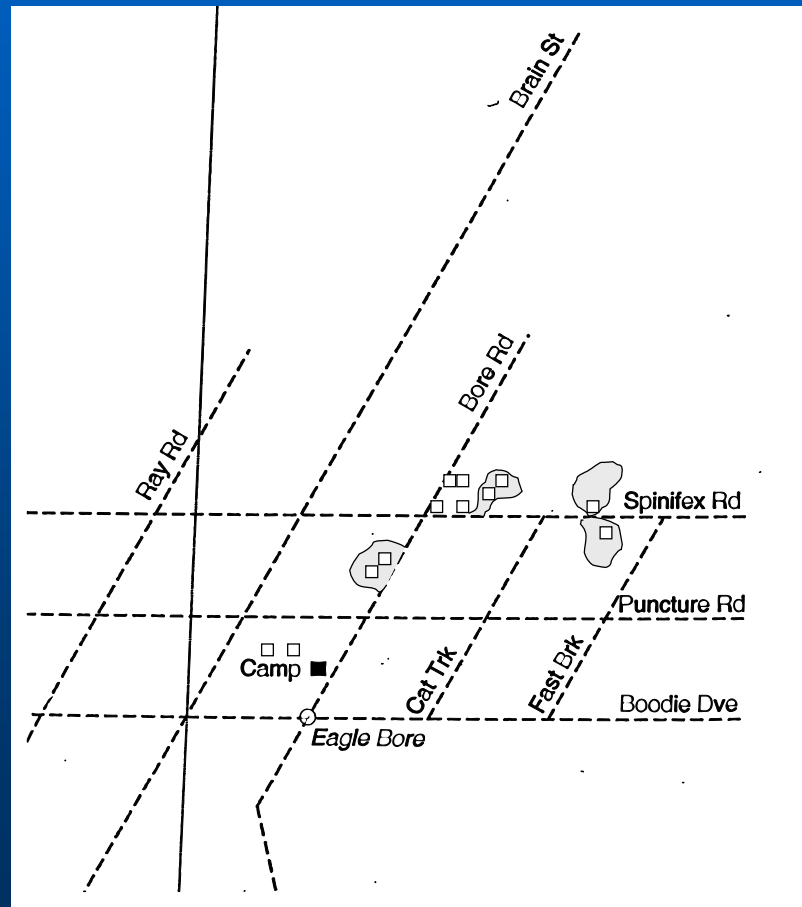 Brain St
Bore Rd
Ray Rd
Spinifex Rd
Puncture Rd
Camp
Cat Trk
Fast Brk
Boodie Dve
Eagle Bore